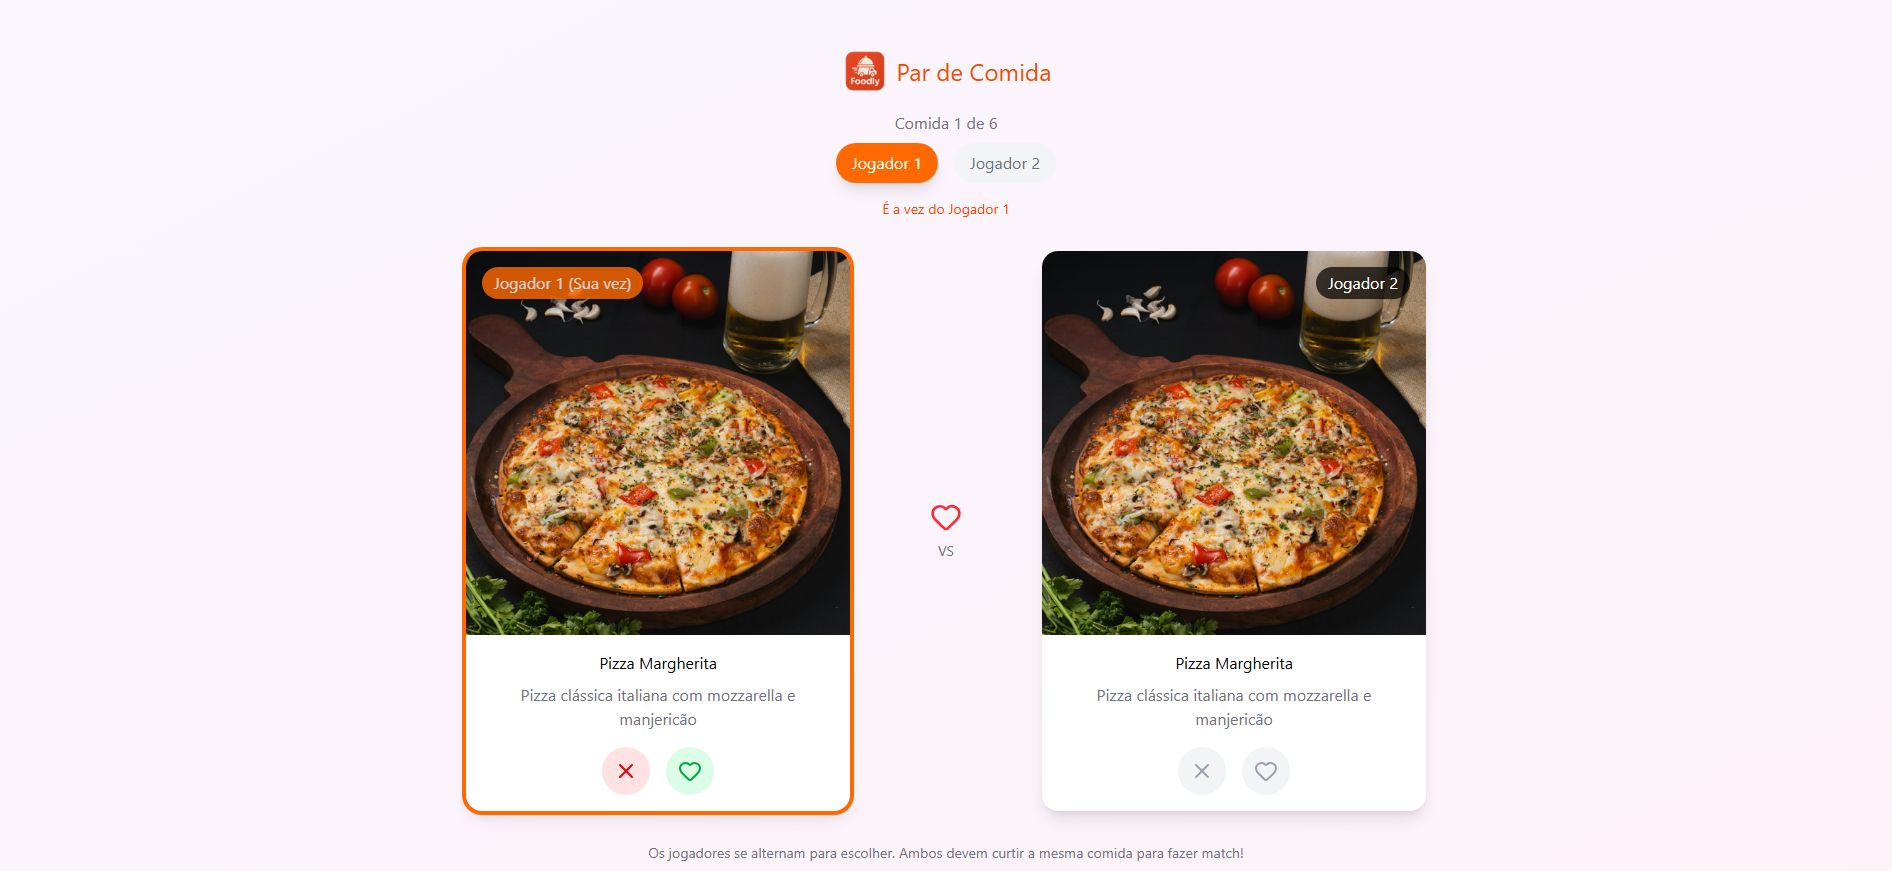 Foodly
Par de Comida
Comida 1 de 6
Jogador 1
Jogador 2
É a vez do Jogador 1
Jogador 1 (Sua vez)
Jogador 2
VS
Pizza Margherita
Pizza clássica italiana com mozzarella e
manjericão
Pizza Margherita
Pizza clássica italiana com mozzarella e
manjericão
Os jogadores se alternam para escolher. Ambos devem curtir a mesma comida para fazer match!